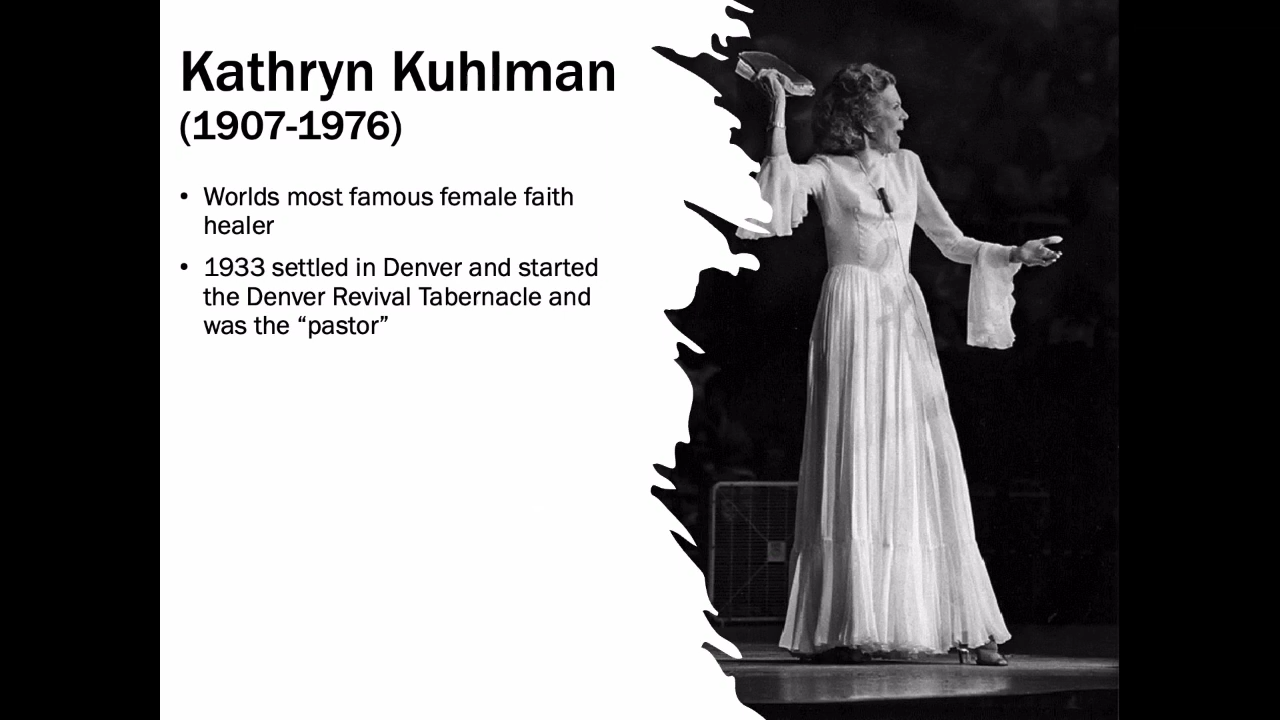 Kathryn Kuhlman
(1907-1976)
• Worlds most famous female faith
healer
• 1933 settled in Denver and started
the Denver Revival Tabernacle and
was the “pastor”